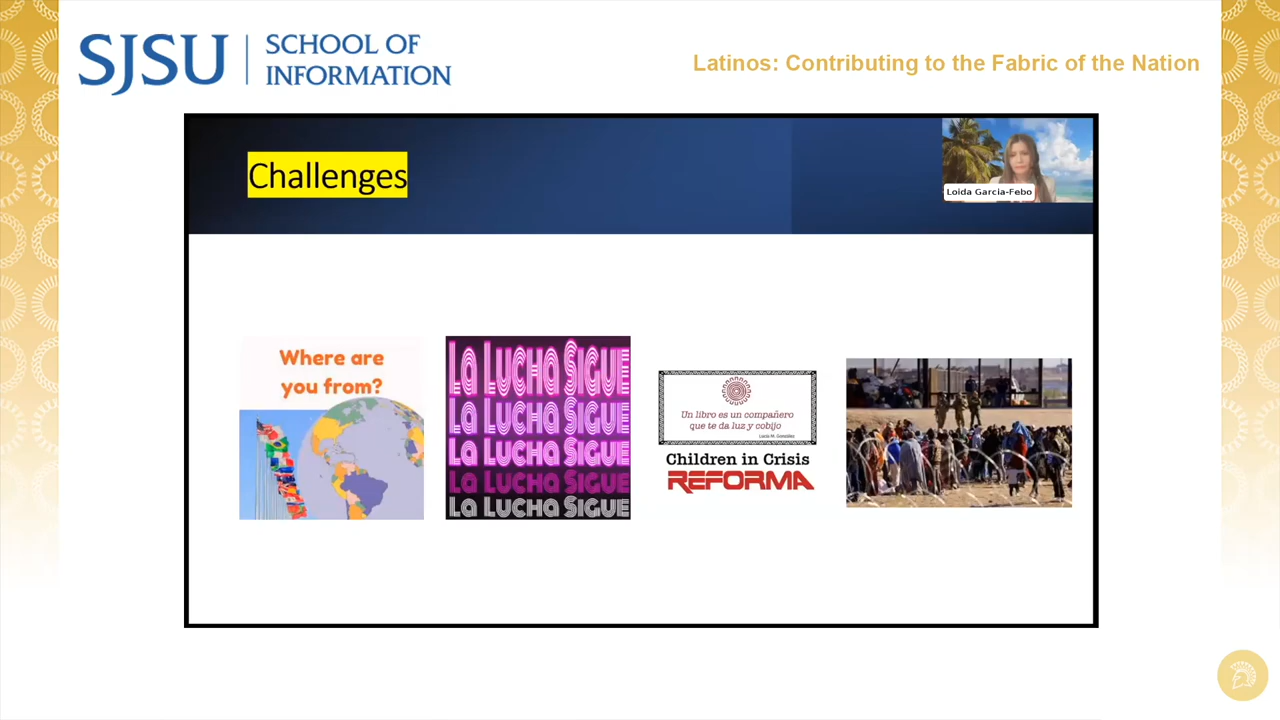 SJSU
SCHOOL OF
INFORMATION
Latinos: Contributing to the Fabric of the Nation
Challenges
Loida Garcia-Febo
Where are
you from?
La Lucha Sigue
La Lucha Sigue
La Lucha Sigue
La Lucha Sigue
La Lucha Sigue
Un libro es un compañero
que te da luz y cobijo
Lucía M. González
Children in Crisis
REFORMA